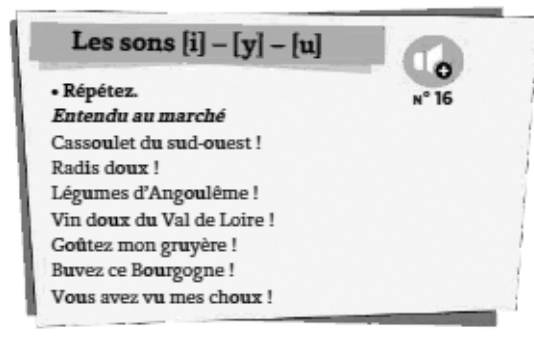 Les sons [i] – [y] – [u]
N° 16
• Répétez.
Entendu au marché
Cassoulet du sud-ouest !
Radis doux !
Légumes d'Angoulême !
Vin doux du Val de Loire !
Goûtez mon gruyère !
Buvez ce Bourgogne !
Vous avez vu mes choux !